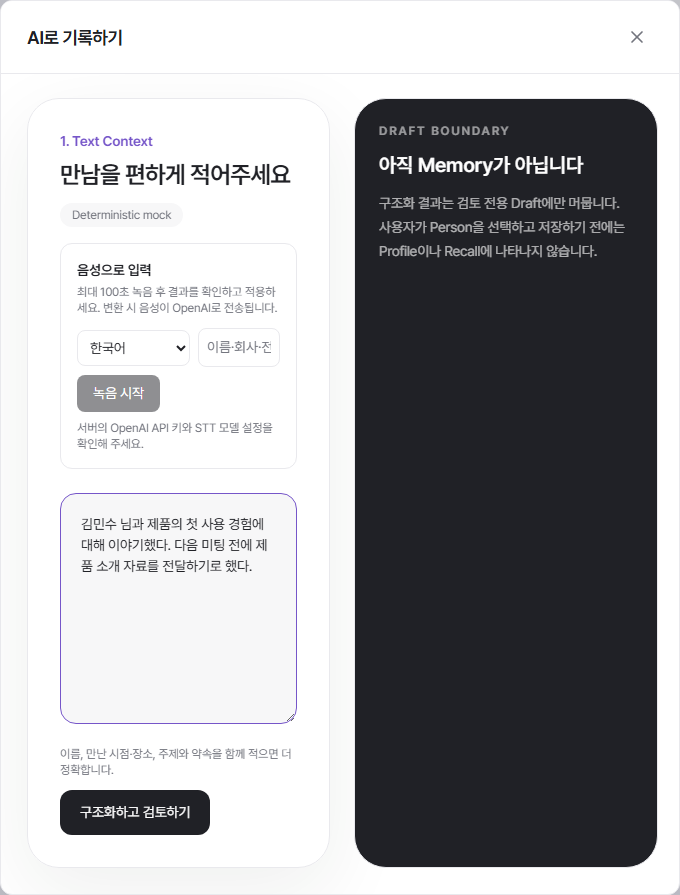 AI로 기록하기
1. Text Context
만남을 편하게 적어주세요
Deterministic mock
음성으로 입력
최대 100초 녹음 후 결과를 확인하고 적용하
세요. 변환 시 음성이 OpenAI로 전송됩니다.
한국어
이름·회사·전
녹음 시작
서버의 OpenAI API 키와 STT 모델 설정을
확인해 주세요.
김민수 님과 제품의 첫 사용 경험에
대해 이야기했다. 다음 미팅 전에 제
품 소개 자료를 전달하기로 했다.
이름, 만난 시점·장소, 주제와 약속을 함께 적으면 더
정확합니다.
구조화하고 검토하기
DRAFT BOUNDARY
아직 Memory가 아닙니다
구조화 결과는 검토 전용 Draft에만 머뭅니다.
사용자가 Person을 선택하고 저장하기 전에는
Profile이나 Recall에 나타나지 않습니다.